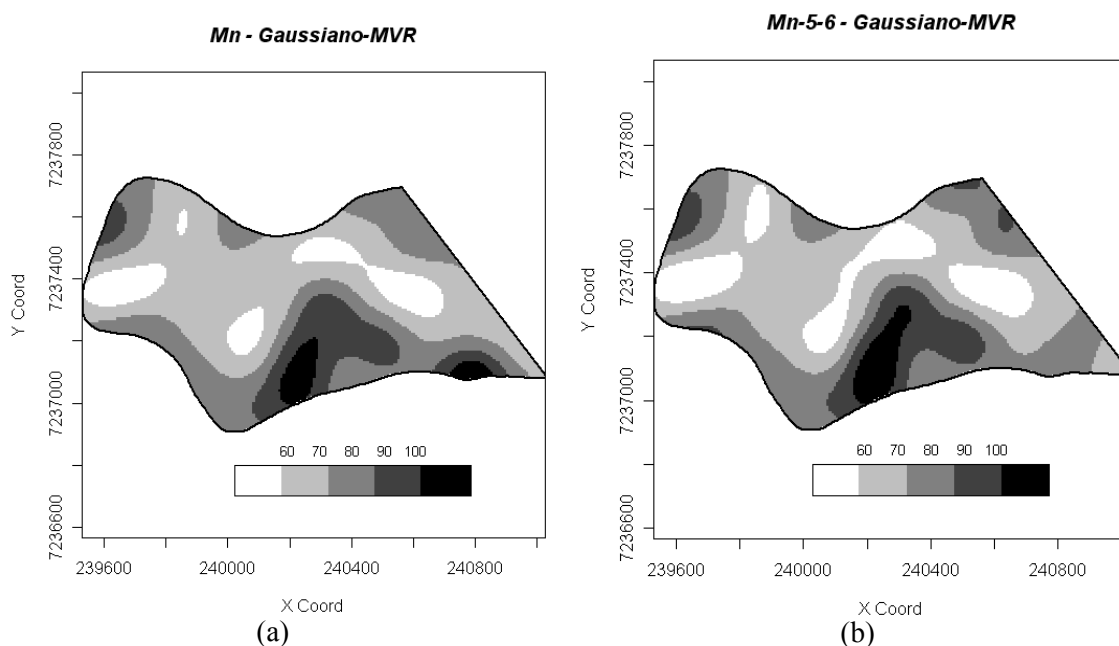 Mn - Gaussiano-MVR
Y Coord
7237800
7237400
7237000
7236600
60 70 80 90 100
239600 240000 240400 240800
X Coord
(a)
Mn-5-6 - Gaussiano-MVR
Y Coord
7237800
7237400
7237000
7236600
60 70 80 90 100
239600 240000 240400 240800
X Coord
(b)